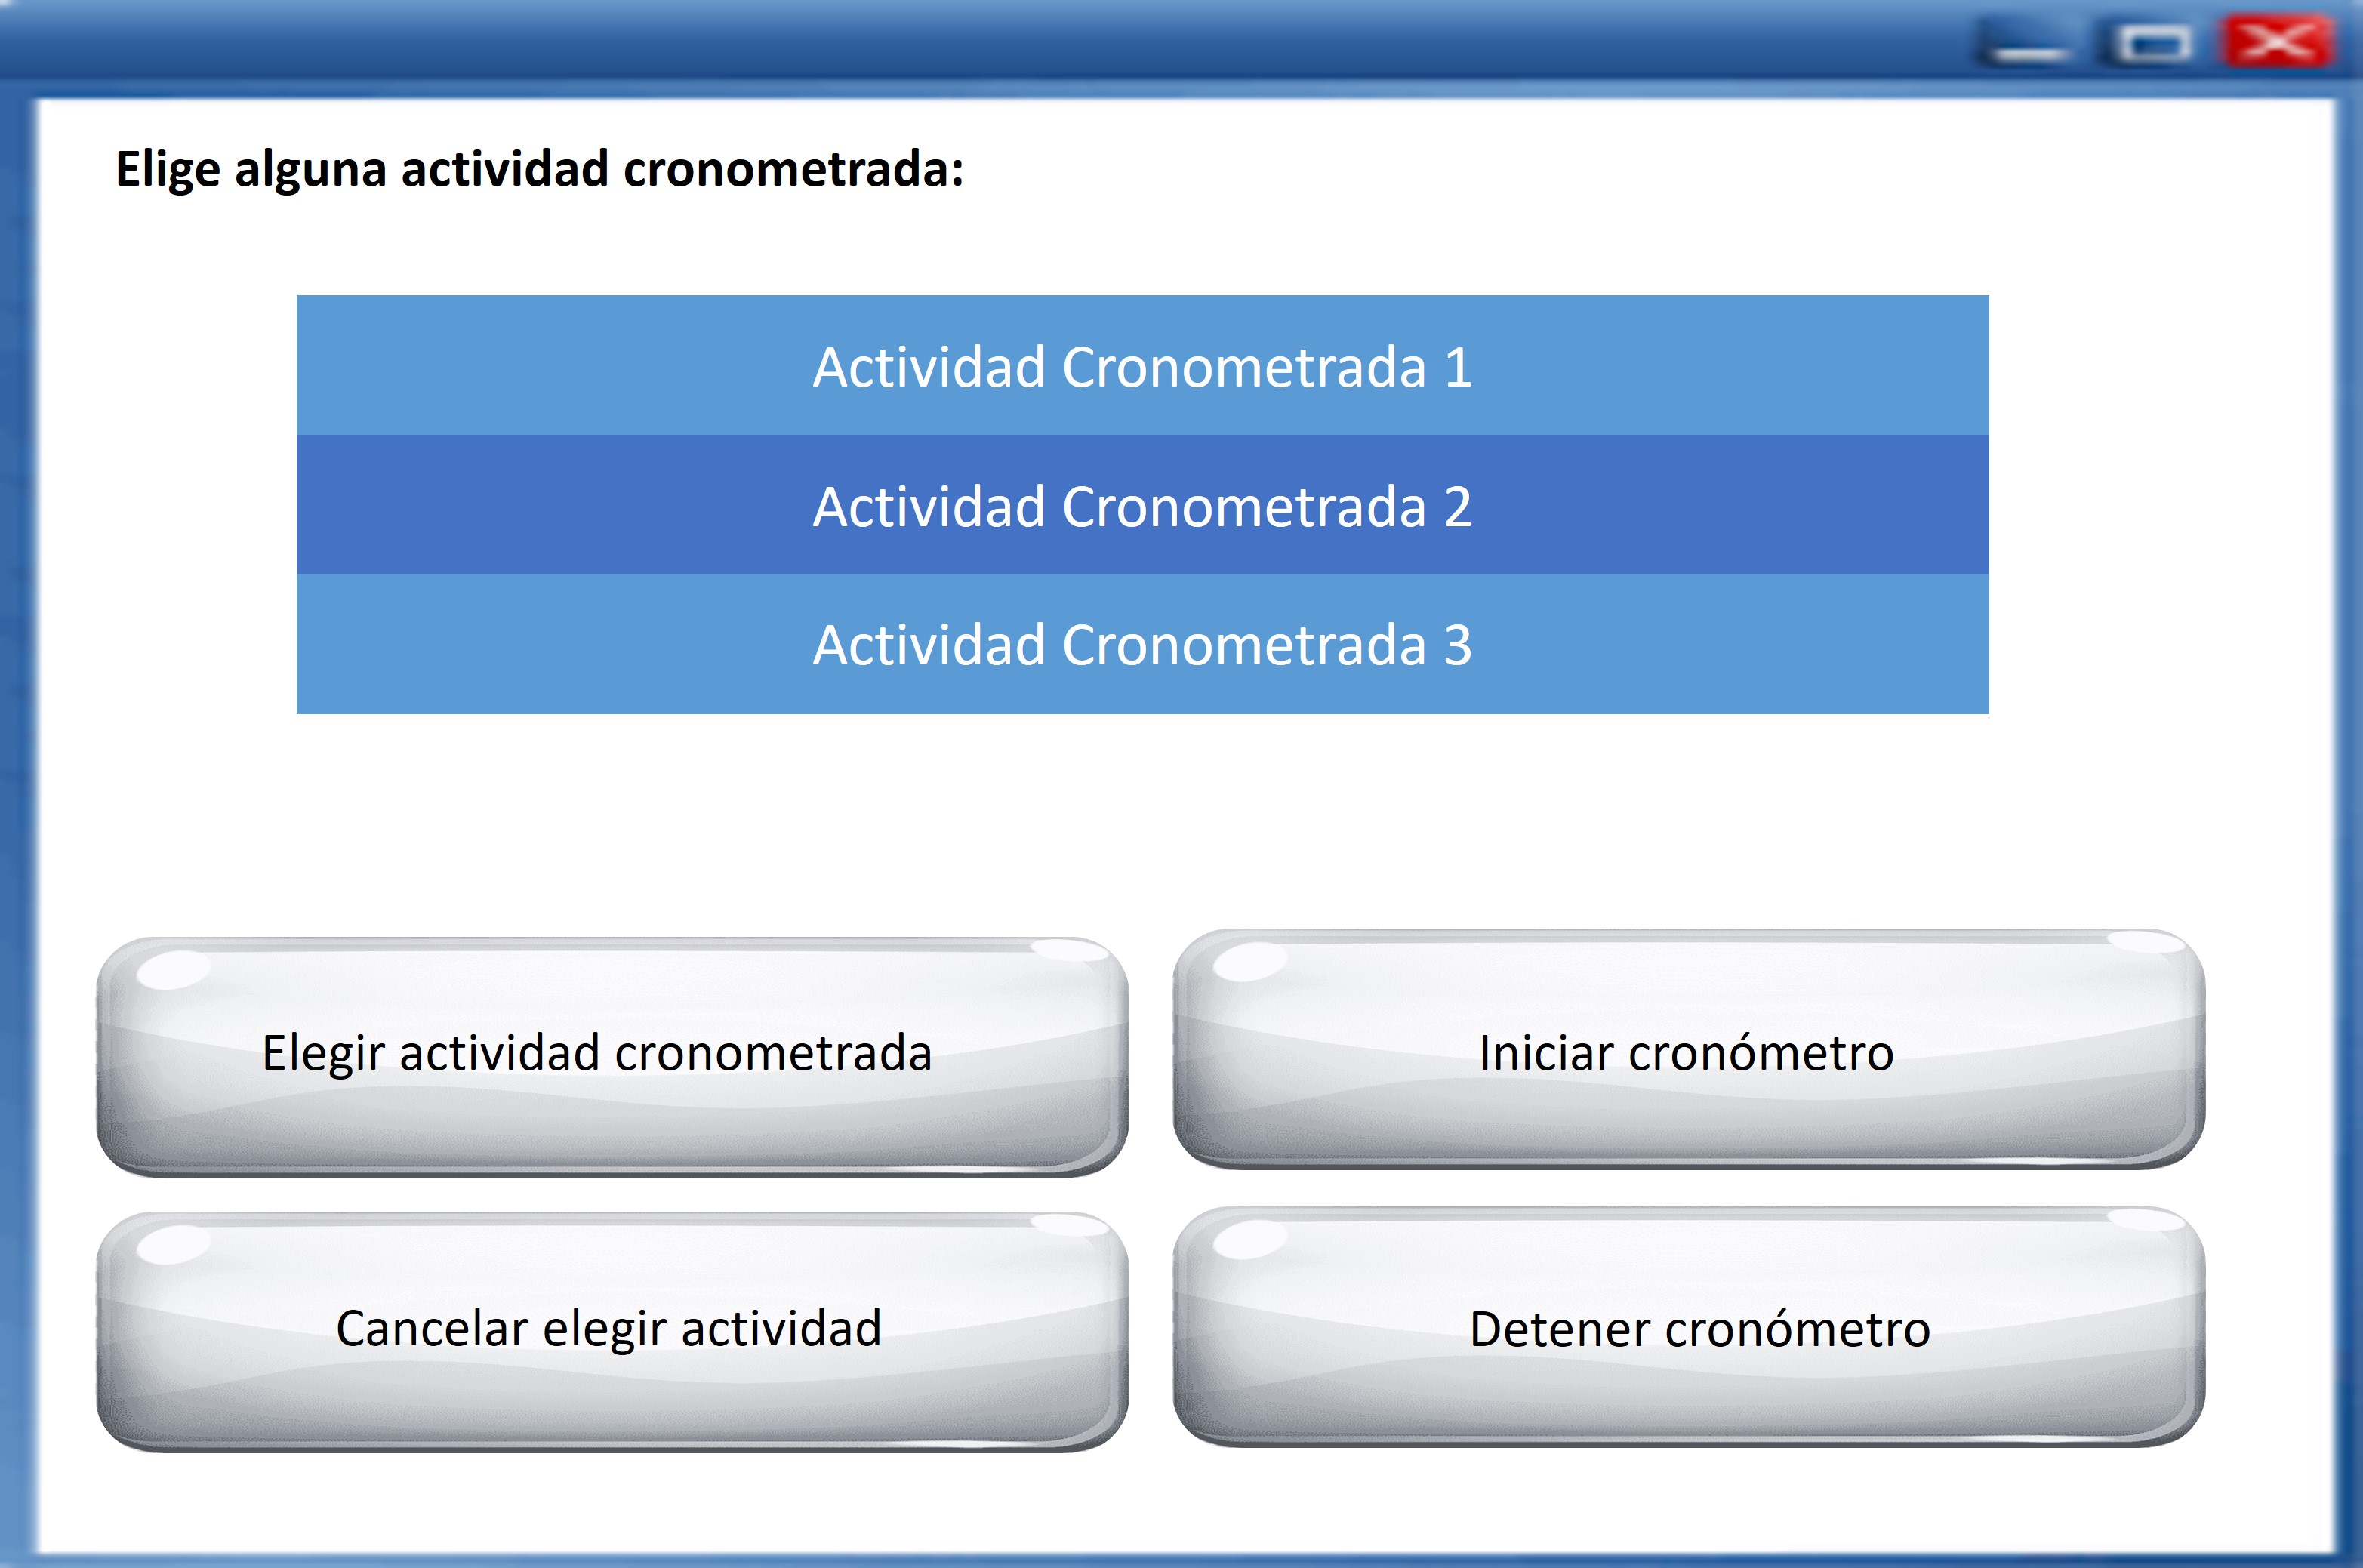 Elige alguna actividad cronometrada:
Actividad Cronometrada 1
Actividad Cronometrada 2
Actividad Cronometrada 3
Elegir actividad cronometrada
Iniciar cronómetro
Cancelar elegir actividad
Detener cronómetro